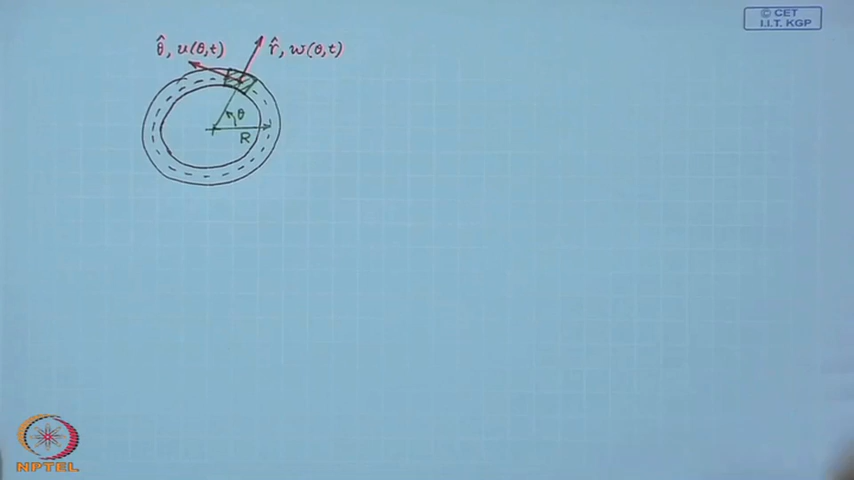 © CET
I.I.T. KGP
θ̂, u(θ,t)
r̂, w(θ,t)
θ
R
NPTEL